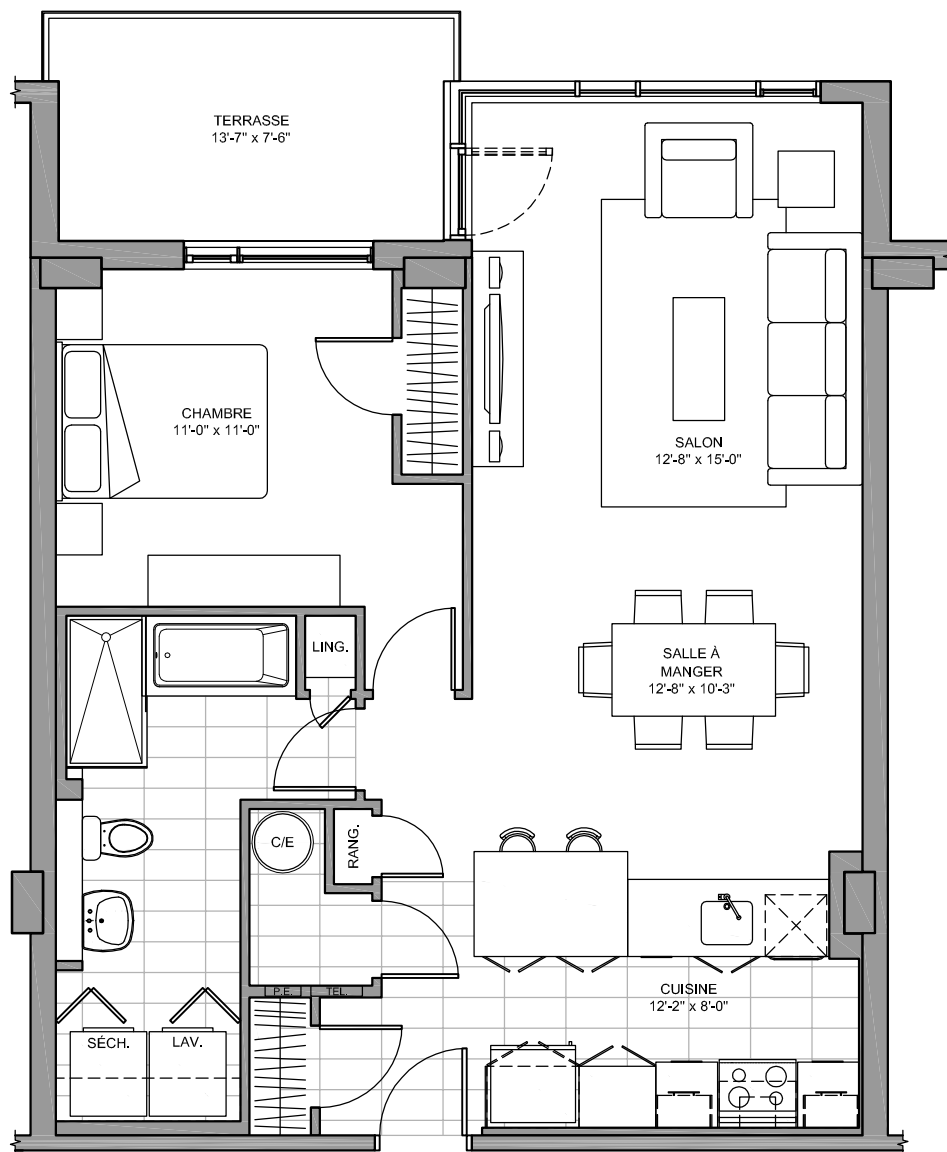 TERRASSE
13'-7" x 7'-6"
CHAMBRE
11'-0" x 11'-0"
SALON
12'-8" x 15'-0"
LING.
SALLE À
MANGER
12'-8" x 10'-3"
C/E
RANG.
P.E.
TEL.
CUISINE
12'-2" x 8'-0"
SÉCH.
LAV.